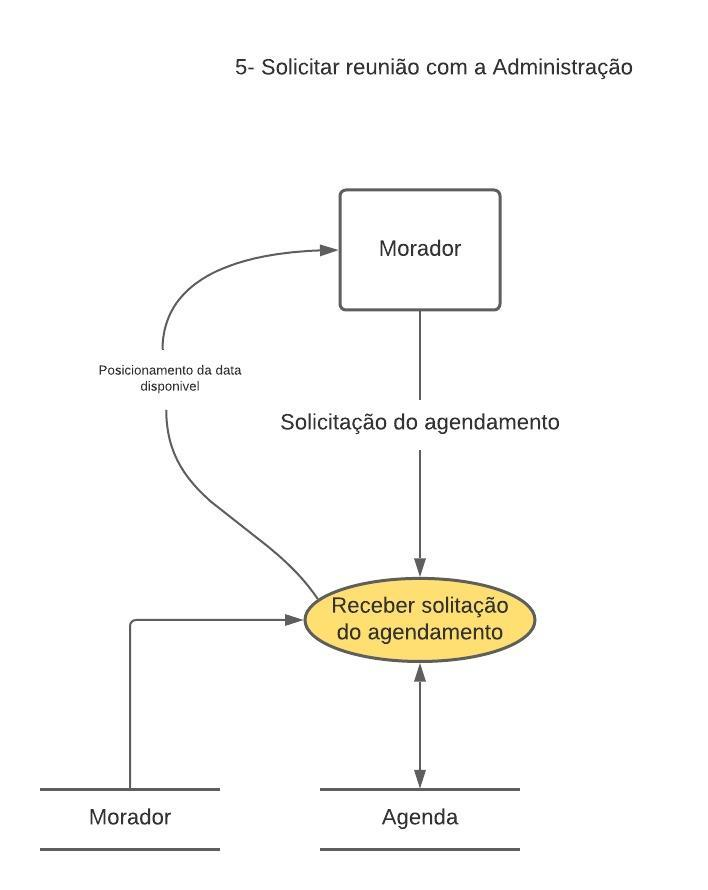 5- Solicitar reunião com a Administração
Morador
Posicionamento da data
disponivel
Solicitação do agendamento
Receber solitação
do agendamento
Morador
Agenda